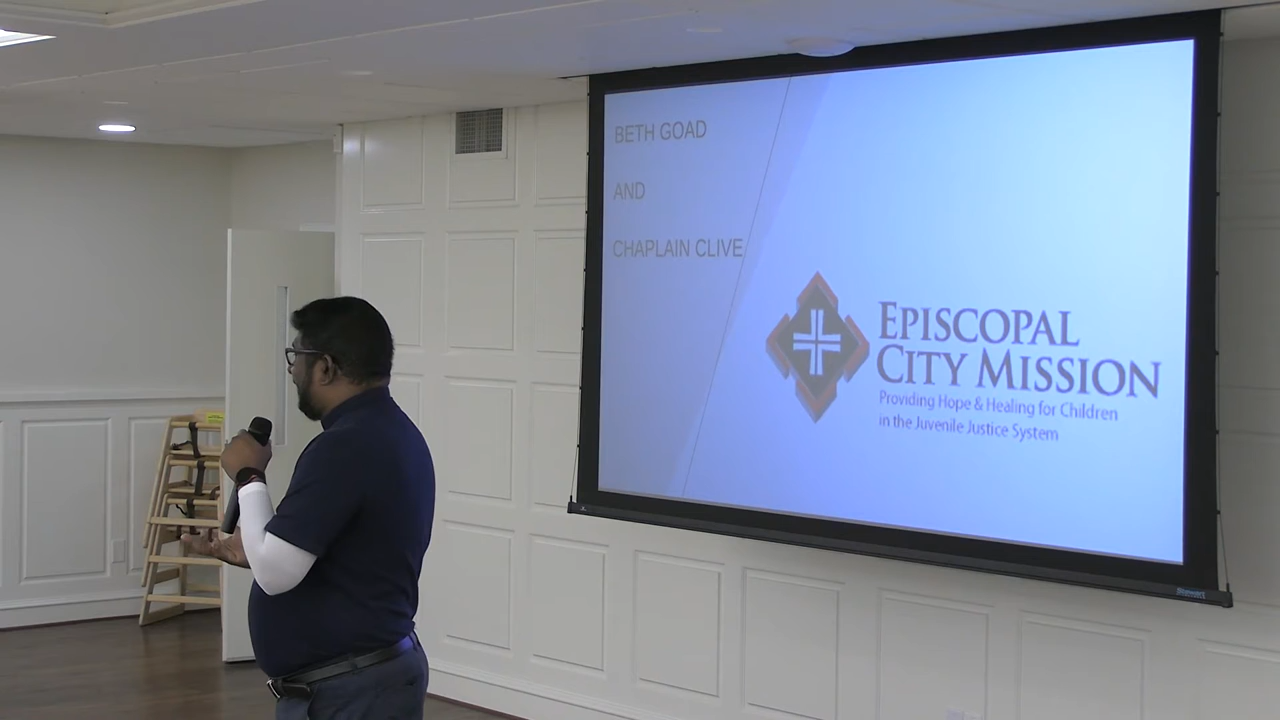 BETH GOAD
AND
CHAPLAIN CLIVE
EPISCOPAL
CITY MISSION
Providing Hope & Healing for Children
in the Juvenile Justice System